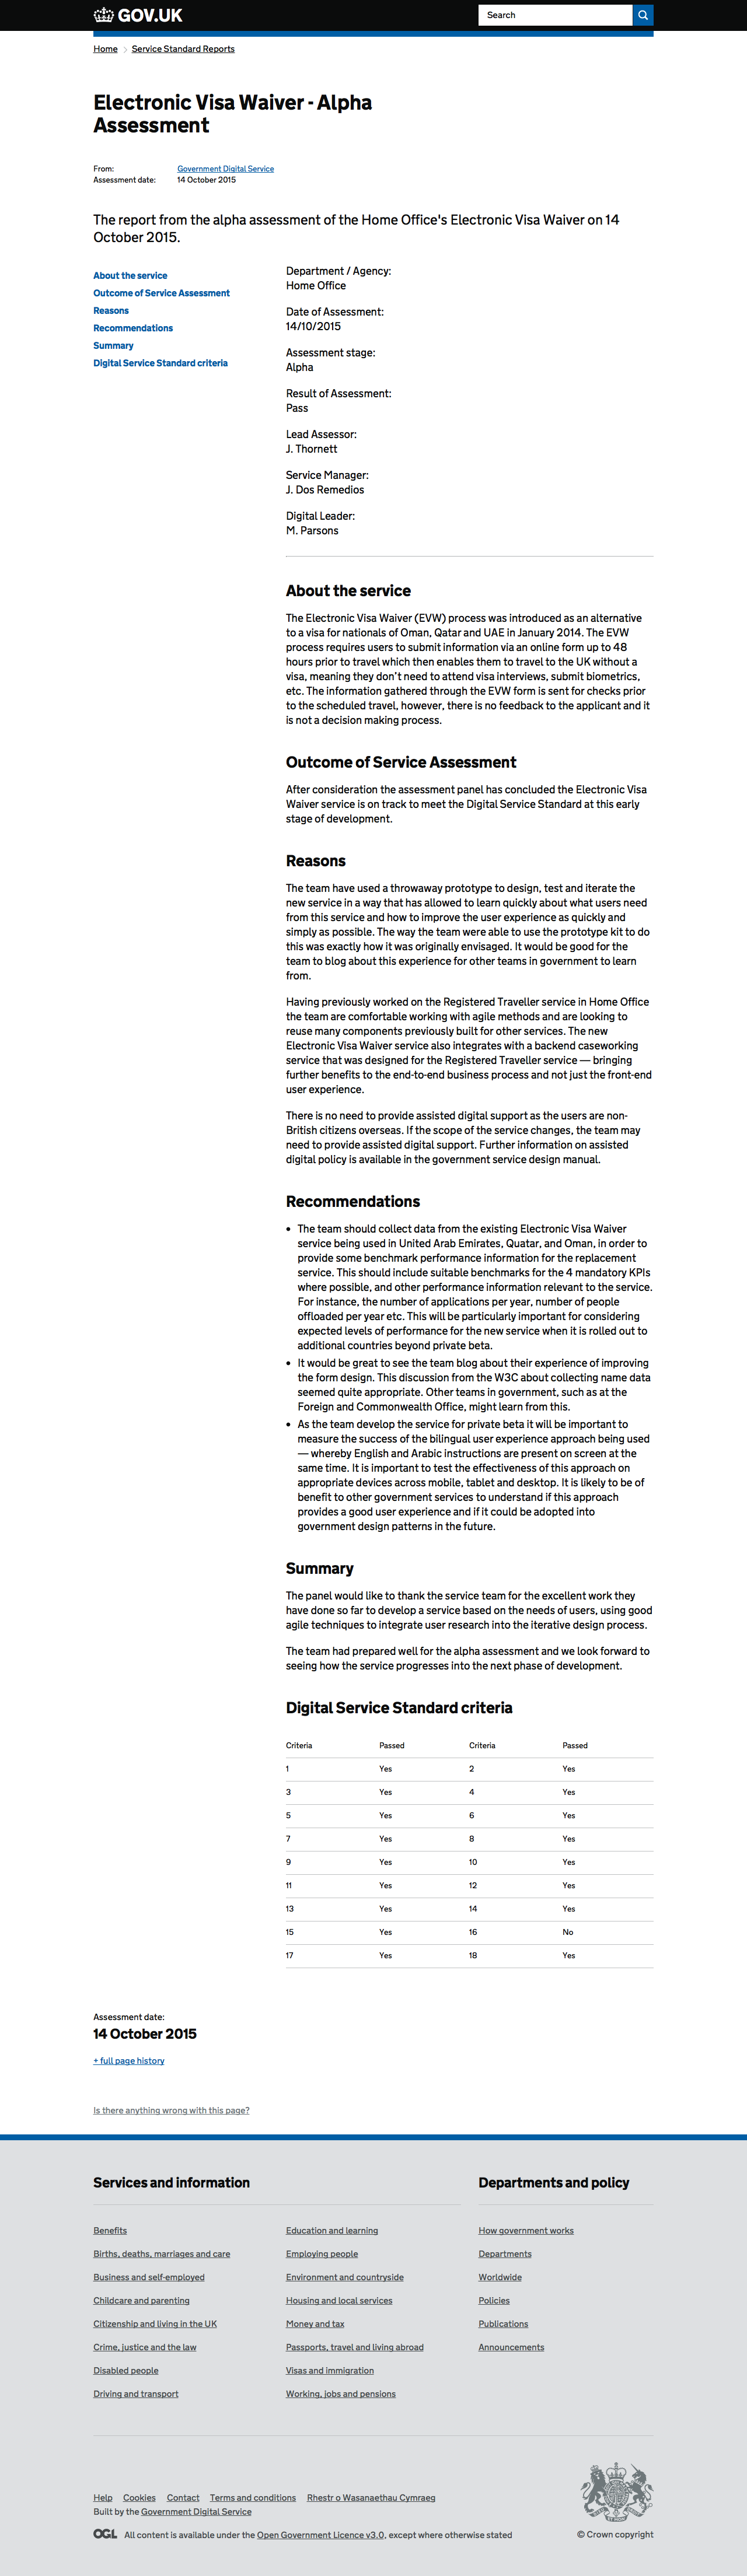 GOV.UK
Search
Home
Service Standard Reports
Electronic Visa Waiver - Alpha
Assessment
From: Government Digital Service
Assessment date: 14 October 2015
The report from the alpha assessment of the Home Office's Electronic Visa Waiver on 14
October 2015.
About the service
Outcome of Service Assessment
Reasons
Recommendations
Summary
Digital Service Standard criteria
Department / Agency:
Home Office
Date of Assessment:
14/10/2015
Assessment stage:
Alpha
Result of Assessment:
Pass
Lead Assessor:
J. Thornett
Service Manager:
J. Dos Remedios
Digital Leader:
M. Parsons
About the service
The Electronic Visa Waiver (EVW) process was introduced as an alternative
to a visa for nationals of Oman, Qatar and UAE in January 2014. The EVW
process requires users to submit information via an online form up to 48
hours prior to travel which then enables them to travel to the UK without a
visa, meaning they don't need to attend visa interviews, submit biometrics,
etc. The information gathered through the EVW form is sent for checks prior
to the scheduled travel, however, there is no feedback to the applicant and it
is not a decision making process.
Outcome of Service Assessment
After consideration the assessment panel has concluded the Electronic Visa
Waiver service is on track to meet the Digital Service Standard at this early
stage of development.
Reasons
The team have used a throwaway prototype to design, test and iterate the
new service in a way that has allowed to learn quickly about what users need
from this service and how to improve the user experience as quickly and
simply as possible. The way the team were able to use the prototype kit to do
this was exactly how it was originally envisaged. It would be good for the
team to blog about this experience for other teams in government to learn
from.
Having previously worked on the Registered Traveller service in Home Office
the team are comfortable working with agile methods and are looking to
reuse many components previously built for other services. The new
Electronic Visa Waiver service also integrates with a backend caseworking
service that was designed for the Registered Traveller service — bringing
further benefits to the end-to-end business process and not just the front-end
user experience.
There is no need to provide assisted digital support as the users are non-
British citizens overseas. If the scope of the service changes, the team may
need to provide assisted digital support. Further information on assisted
digital policy is available in the government service design manual.
Recommendations
• The team should collect data from the existing Electronic Visa Waiver
service being used in United Arab Emirates, Quatar, and Oman, in order to
provide some benchmark performance information for the replacement
service. This should include suitable benchmarks for the 4 mandatory KPIs
where possible, and other performance information relevant to the service.
For instance, the number of applications per year, number of people
offloaded per year etc. This will be particularly important for considering
expected levels of performance for the new service when it is rolled out to
additional countries beyond private beta.
• It would be great to see the team blog about their experience of improving
the form design. This discussion from the W3C about collecting name data
seemed quite appropriate. Other teams in government, such as at the
Foreign and Commonwealth Office, might learn from this.
• As the team develop the service for private beta it will be important to
measure the success of the bilingual user experience approach being used
— whereby English and Arabic instructions are present on screen at the
same time. It is important to test the effectiveness of this approach on
appropriate devices across mobile, tablet and desktop. It is likely to be of
benefit to other government services to understand if this approach
provides a good user experience and if it could be adopted into
government design patterns in the future.
Summary
The panel would like to thank the service team for the excellent work they
have done so far to develop a service based on the needs of users, using good
agile techniques to integrate user research into the iterative design process.
The team had prepared well for the alpha assessment and we look forward to
seeing how the service progresses into the next phase of development.
Digital Service Standard criteria
Criteria Passed Criteria Passed
1 Yes 2 Yes
3 Yes 4 Yes
5 Yes 6 Yes
7 Yes 8 Yes
9 Yes 10 Yes
11 Yes 12 Yes
13 Yes 14 Yes
15 Yes 16 No
17 Yes 18 Yes
Assessment date:
14 October 2015
+ full page history
Is there anything wrong with this page?
Services and information
Benefits
Births, deaths, marriages and care
Business and self-employed
Childcare and parenting
Citizenship and living in the UK
Crime, justice and the law
Disabled people
Driving and transport
Education and learning
Employing people
Environment and countryside
Housing and local services
Money and tax
Passports, travel and living abroad
Visas and immigration
Working, jobs and pensions
Departments and policy
How government works
Departments
Worldwide
Policies
Publications
Announcements
Help Cookies Contact Terms and conditions Rhestr o Wasanaethau Cymraeg
Built by the Government Digital Service
OGL All content is available under the Open Government Licence v3.0, except where otherwise stated
© Crown copyright